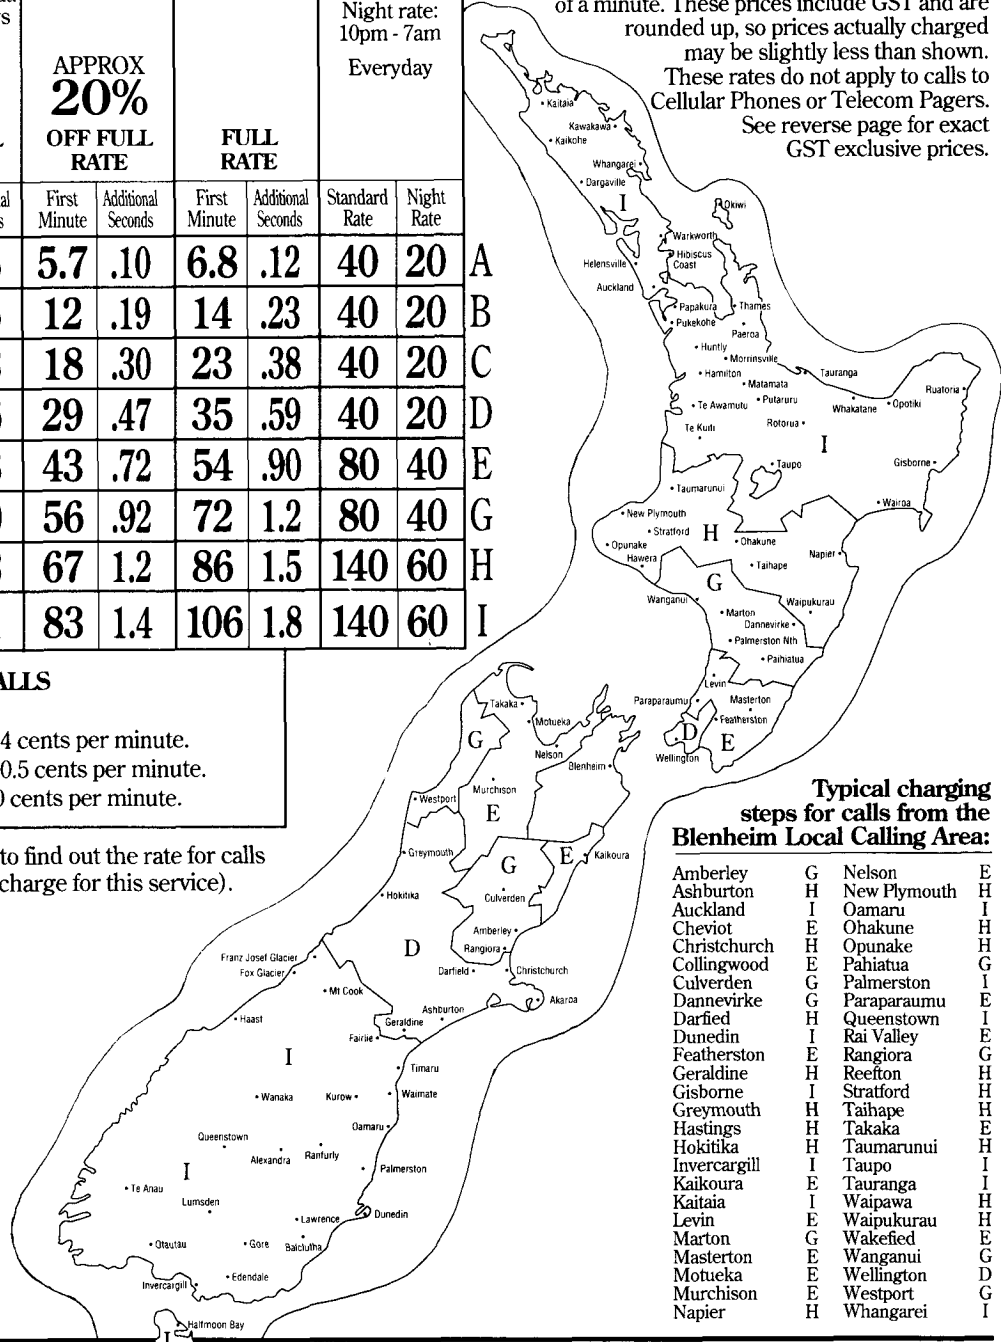 of a minute. These prices include GST and are
rounded up, so prices actually charged
may be slightly less than shown.
These rates do not apply to calls to
Cellular Phones or Telecom Pagers.
See reverse page for exact
GST exclusive prices.
Night rate:
10pm - 7am
Everyday
APPROX
20%
OFF FULL
RATE
FULL
RATE
First Minute Additional Seconds First Minute Additional Seconds Standard Rate Night Rate
5.7 .10 6.8 .12 40 20 A
12 .19 14 .23 40 20 B
18 .30 23 .38 40 20 C
29 .47 35 .59 40 20 D
43 .72 54 .90 80 40 E
56 .92 72 1.2 80 40 G
67 1.2 86 1.5 140 60 H
83 1.4 106 1.8 140 60 I
4 cents per minute.
0.5 cents per minute.
cents per minute.
to find out the rate for calls
charge for this service).
Kaitaia
Kawakawa
Kaikohe
Whangarei
Dargaville
I
Okiwi
Warkworth
Hibiscus
Coast
Helensville
Auckland
Papakura
Thames
Pukekohe
Paeroa
Huntly
Morrinsville
Hamilton
Tauranga
Matamata
Ruatoria
Te Awamutu
Putaruru
Whakatane
Opotiki
Te Kuiti
Rotorua
I
Taupo
Gisborne
Taumarunui
Wairoa
New Plymouth
Stratford
H
Ohakune
Opunake
Napier
Hawera
Taihape
G
Wanganui
Waipukurau
Marton
Dannevirke
Palmerston Nth
Paihiatua
Levin
Paraparaumu
Masterton
Featherston
D
E
Wellington
Takaka
Motueka
G
Nelson
Blenheim
Murchison
Westport
E
Greymouth
G
E
Kaikoura
Hokitika
Culverden
Amberley
D
Rangiora
Franz Josef Glacier
Fox Glacier
Darfield
Christchurch
Mt Cook
Akaroa
Ashburton
Haast
Geraldine
Fairlie
I
Timaru
Wanaka
Kurow
Waimate
Oamaru
Queenstown
Alexandra
Ranfurly
I
Palmerston
Te Anau
Lumsden
Lawrence
Dunedin
Otautau
Gore
Balclutha
Edendale
Invercargill
Halfmoon Bay
I
Typical charging
steps for calls from the
Blenheim Local Calling Area:
Amberley G Nelson E
Ashburton H New Plymouth H
Auckland I Oamaru I
Cheviot E Ohakune H
Christchurch H Opunake H
Collingwood E Pahiatua G
Culverden G Palmerston I
Dannevirke G Paraparaumu E
Darfied H Queenstown I
Dunedin I Rai Valley E
Featherston E Rangiora G
Geraldine H Reefton H
Gisborne I Stratford H
Greymouth H Taihape H
Hastings H Takaka E
Hokitika H Taumarunui H
Invercargill I Taupo I
Kaikoura E Tauranga I
Kaitaia I Waipawa H
Levin E Waipukurau H
Marton G Wakefied E
Masterton E Wanganui G
Motueka E Wellington D
Murchison E Westport G
Napier H Whangarei I